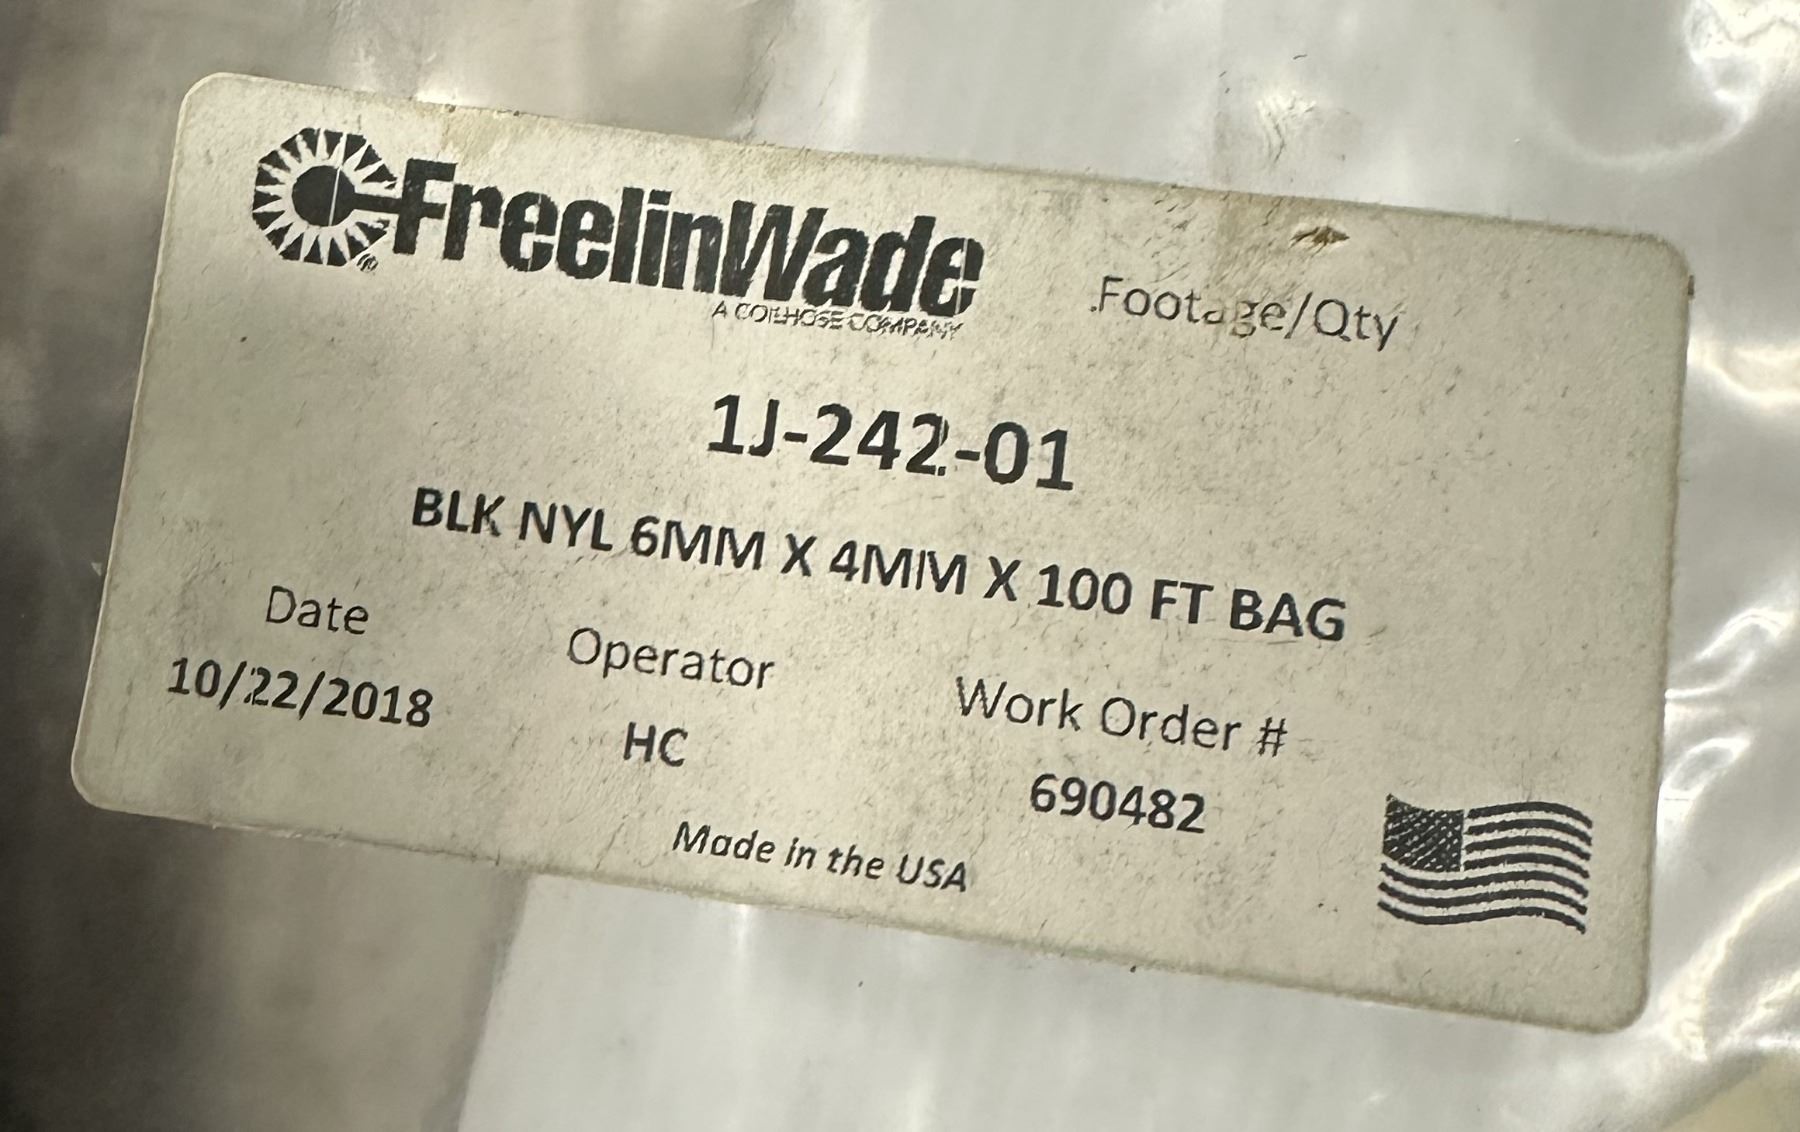 FreelinWade
A COILHOSE COMPANY
Footage/Qty
1J-242-01
BLK NYL 6MM X 4MM X 100 FT BAG
Date
Operator
Work Order #
10/22/2018
HC
690482
Made in the USA